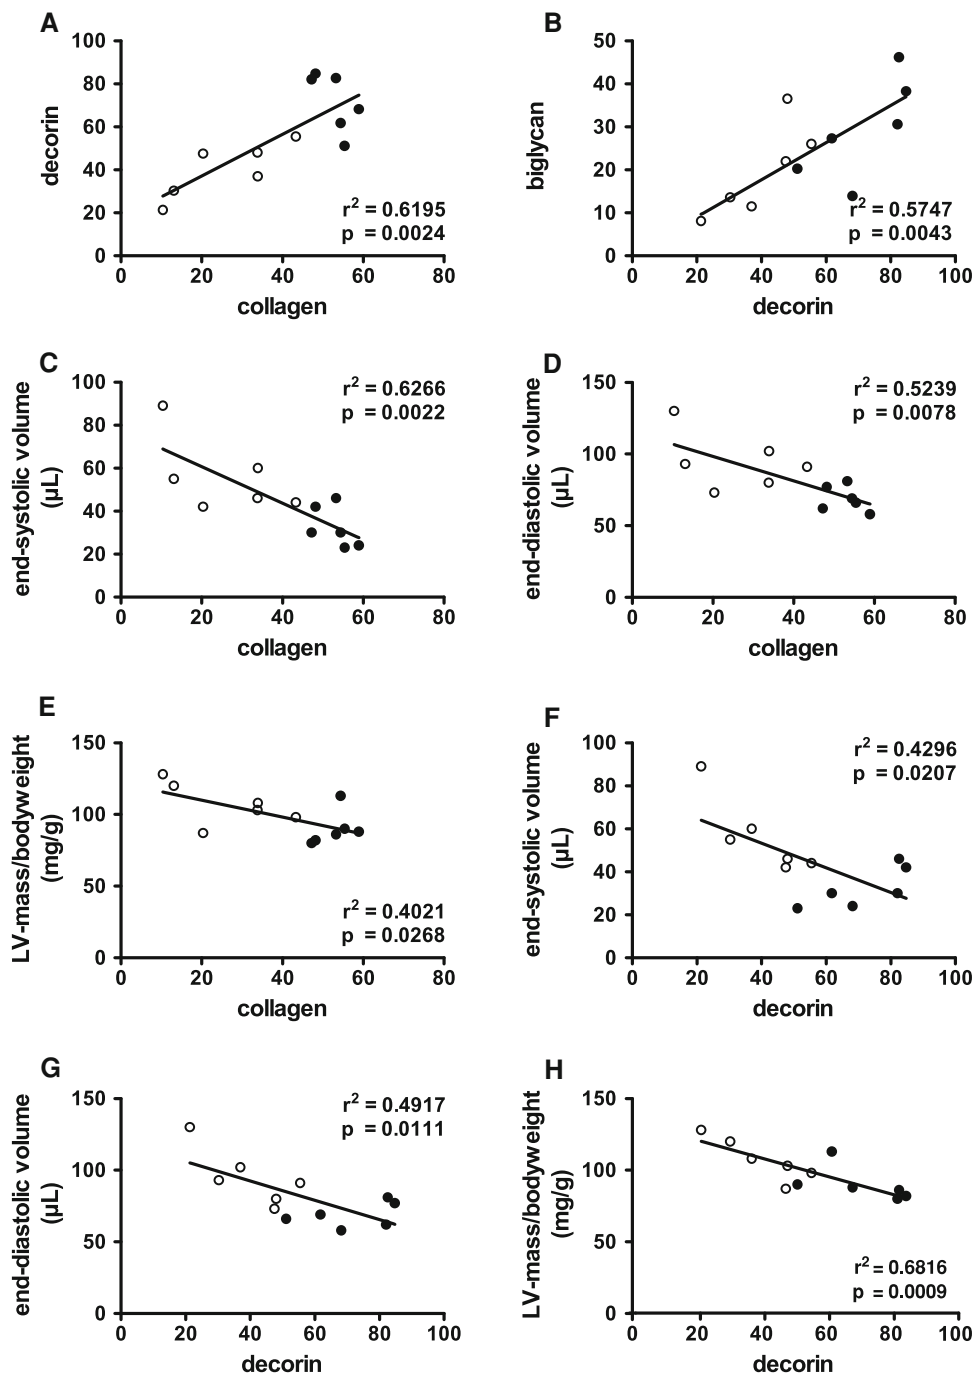 A
100
80
60
40
20
0
decorin
r² = 0.6195
p = 0.0024
0 20 40 60 80
collagen
B
50
40
30
20
10
0
biglycan
r² = 0.5747
p = 0.0043
0 20 40 60 80 100
decorin
C
100
80
60
40
20
0
end-systolic volume
(µL)
r² = 0.6266
p = 0.0022
0 20 40 60 80
collagen
D
150
100
50
0
end-diastolic volume
(µL)
r² = 0.5239
p = 0.0078
0 20 40 60 80
collagen
E
150
100
50
0
LV-mass/bodyweight
(mg/g)
r² = 0.4021
p = 0.0268
0 20 40 60 80
collagen
F
100
80
60
40
20
0
end-systolic volume
(µL)
r² = 0.4296
p = 0.0207
0 20 40 60 80 100
decorin
G
150
100
50
0
end-diastolic volume
(µL)
r² = 0.4917
p = 0.0111
0 20 40 60 80 100
decorin
H
150
100
50
0
LV-mass/bodyweight
(mg/g)
r² = 0.6816
p = 0.0009
0 20 40 60 80 100
decorin